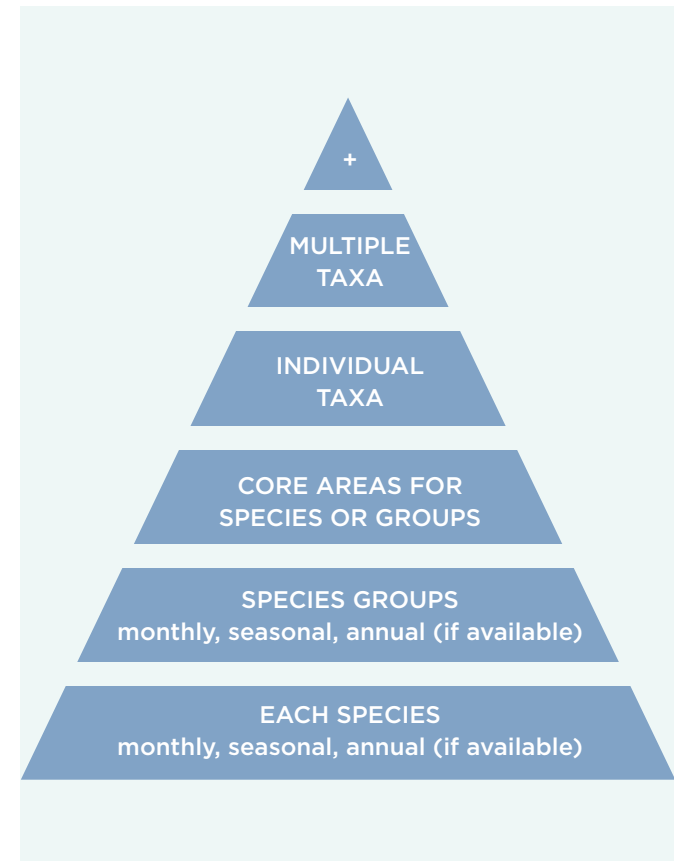 +
MULTIPLE
TAXA
INDIVIDUAL
TAXA
CORE AREAS FOR
SPECIES OR GROUPS
SPECIES GROUPS
monthly, seasonal, annual (if available)
EACH SPECIES
monthly, seasonal, annual (if available)